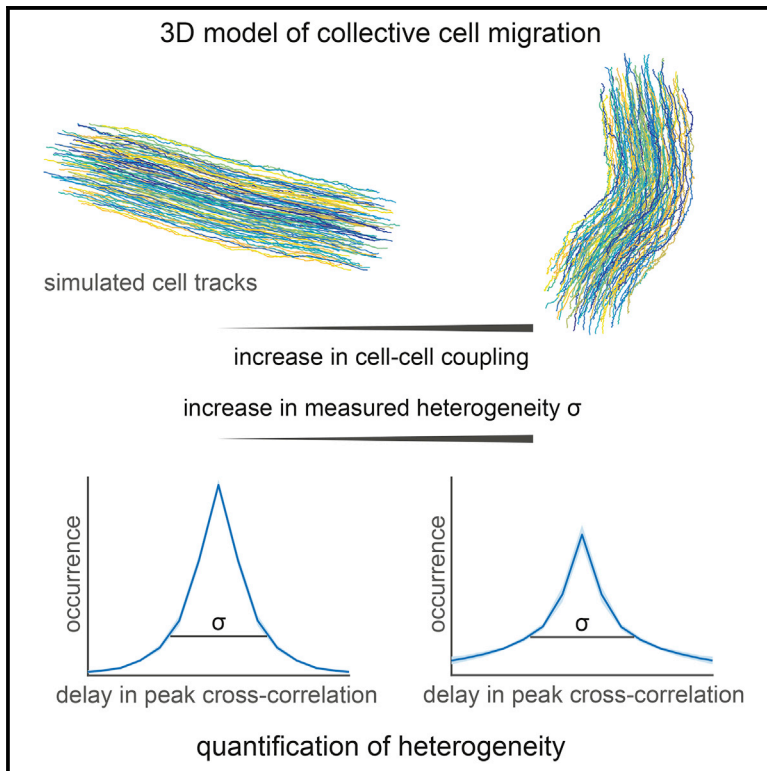 3D model of collective cell migration
simulated cell tracks
increase in cell-cell coupling
increase in measured heterogeneity σ
occurrence
σ
delay in peak cross-correlation
occurrence
σ
delay in peak cross-correlation
quantification of heterogeneity